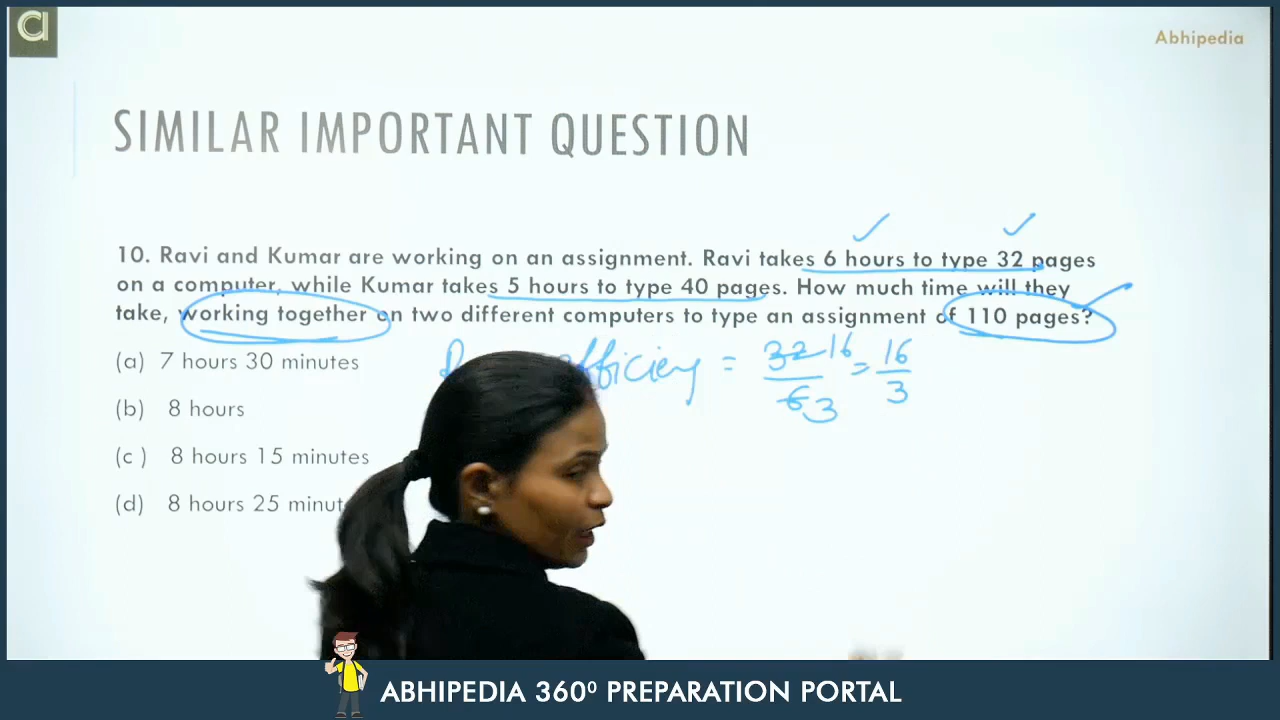 Abhipedia
SIMILAR IMPORTANT QUESTION
10. Ravi and Kumar are working on an assignment. Ravi takes 6 hours to type 32 pages
on a computer, while Kumar takes 5 hours to type 40 pages. How much time will they
take, working together on two different computers to type an assignment of 110 pages?
= 32 16 = 16
6 3 3
(a) 7 hours 30 minutes
(b) 8 hours
(c ) 8 hours 15 minutes
(d) 8 hours 25
ABHIPEDIA 360⁰ PREPARATION PORTAL